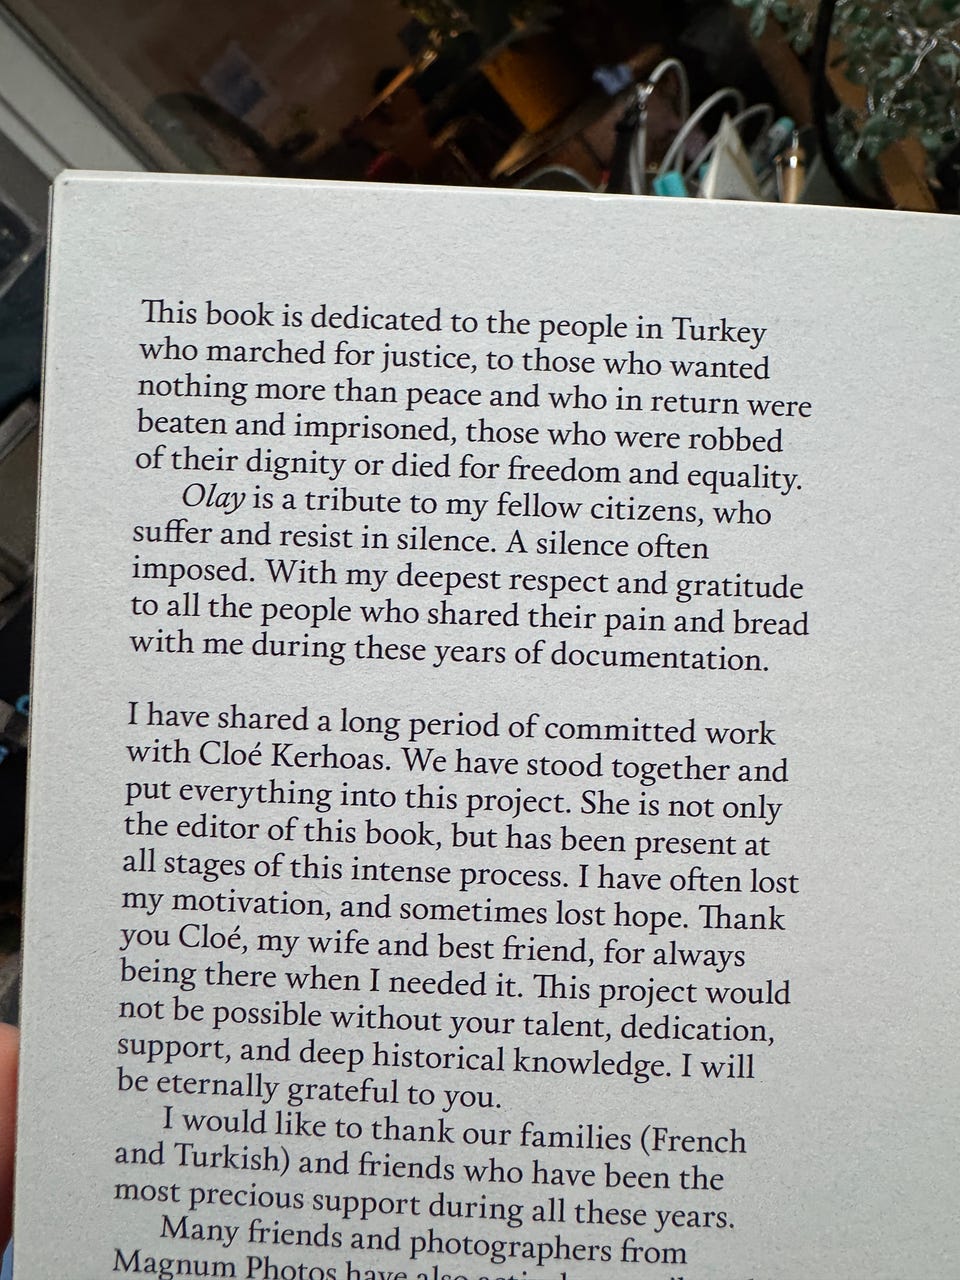 This book is dedicated to the people in Turkey
who marched for justice, to those who wanted
nothing more than peace and who in return were
beaten and imprisoned, those who were robbed
of their dignity or died for freedom and equality.
Olay is a tribute to my fellow citizens, who
suffer and resist in silence. A silence often
imposed. With my deepest respect and gratitude
to all the people who shared their pain and bread
with me during these years of documentation.
I have shared a long period of committed work
with Cloé Kerhoas. We have stood together and
put everything into this project. She is not only
the editor of this book, but has been present at
all stages of this intense process. I have often lost
my motivation, and sometimes lost hope. Thank
you Cloé, my wife and best friend, for always
being there when I needed it. This project would
not be possible without your talent, dedication,
support, and deep historical knowledge. I will
be eternally grateful to you.
I would like to thank our families (French
and Turkish) and friends who have been the
most precious support during all these years.
Many friends and photographers from
Magnum Photos have also